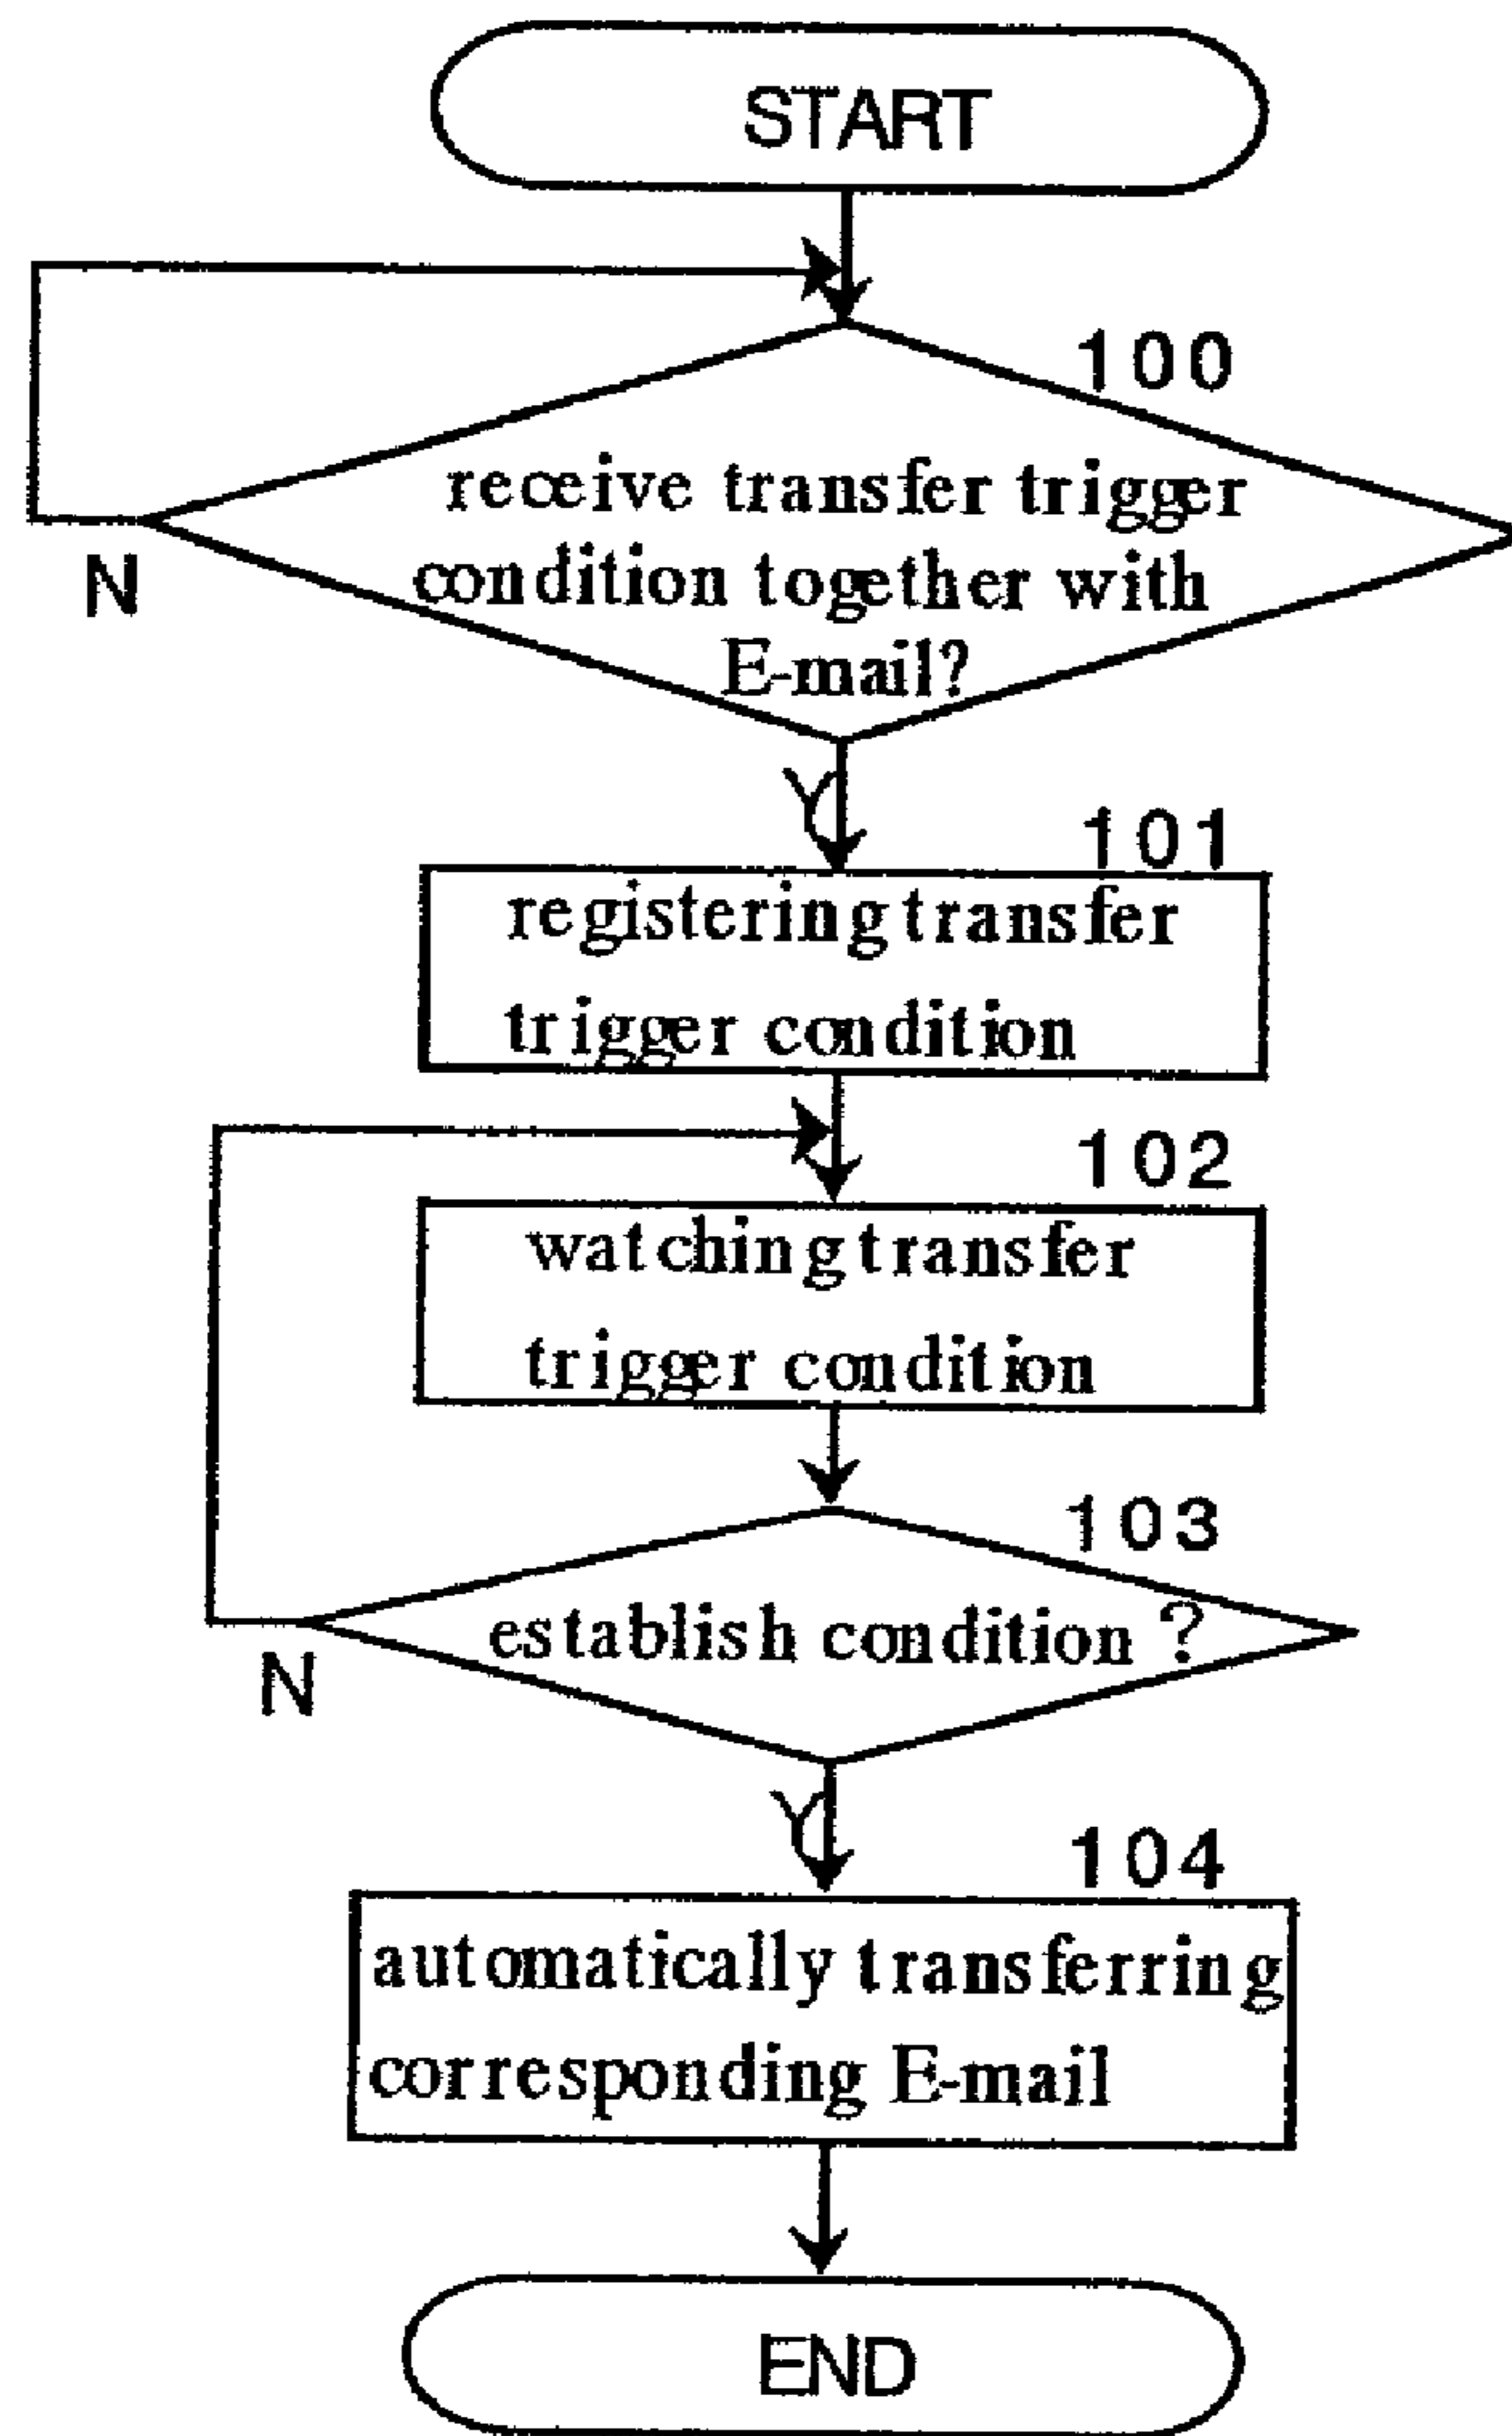 START
100
receive transfer trigger
condition together with
E-mail?
N
Y
101
registering transfer
trigger condition
102
watching transfer
trigger condition
103
establish condition ?
N
Y
104
automatically transferring
corresponding E-mail
END